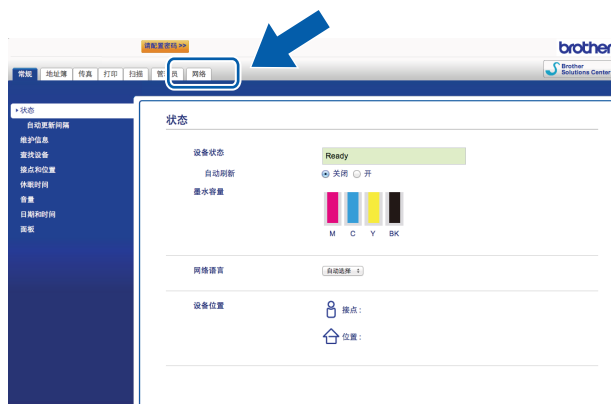 请配置密码 >>
brother
常规 地址簿 传真 打印 扫描 管理员 网络
Brother
Solutions Center
状态
自动更新间隔
维护信息
查找设备
接点和位置
休眠时间
音量
日期和时间
面板
状态
设备状态 Ready
自动刷新 关闭 开
墨水容量
M C Y BK
网络语言 自动选择
设备位置 接点：
位置：